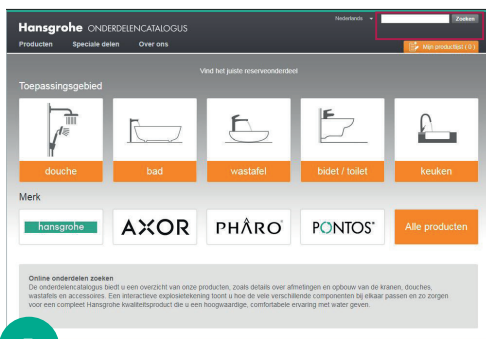 Hansgrohe ONDERDELENCATALOGUS
Nederlands
Zoeken
Producten Speciale delen Over ons
Mijn productlijst ( 0 )
Vind het juiste reserveonderdeel
Toepassingsgebied
douche bad wastafel bidet / toilet keuken
Merk
hansgrohe AXOR PHÂRO PONTOS Alle producten
Online onderdelen zoeken
De onderdelencatalogus biedt u een overzicht van onze producten, zoals details over afmetingen en opbouw van de kranen, douches,
wastafels en accessoires. Een interactieve explosietekening toont u hoe de vele verschillende componenten bij elkaar passen en zo zorgen
voor een compleet Hansgrohe kwaliteitsproduct die u een hoogwaardige, comfortabele ervaring met water geven.